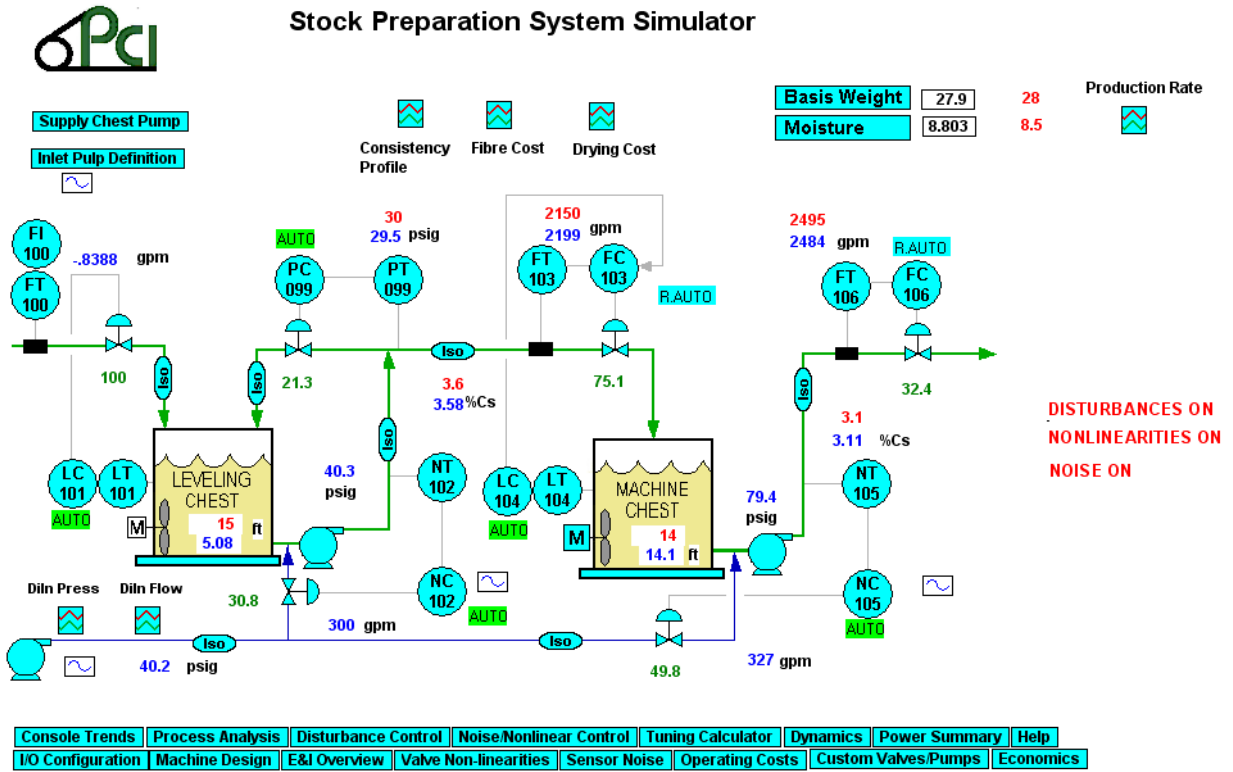 PCI
Stock Preparation System Simulator
Basis Weight 27.9 28
Moisture 8.803 8.5
Production Rate
Supply Chest Pump
Inlet Pulp Definition
Consistency
Profile
Fibre Cost
Drying Cost
FI
100
FT
100
-.8388 gpm
100
AUTO
PC
099
30
29.5 psig
PT
099
21.3
Iso
Iso
Iso
Iso
3.6
3.58 %Cs
2150
2199 gpm
FT
103
FC
103
R.AUTO
75.1
2495
2484 gpm
FT
106
FC
106
R.AUTO
32.4
Iso
3.1
3.11 %Cs
DISTURBANCES ON
NONLINEARITIES ON
NOISE ON
LC
101
LT
101
AUTO
M
LEVELING
CHEST
15
5.08
ft
40.3
psig
NT
102
NC
102
AUTO
LC
104
LT
104
AUTO
M
MACHINE
CHEST
14
14.1 ft
79.4
psig
NT
105
NC
105
AUTO
Diln Press
Diln Flow
30.8
300 gpm
Iso
Iso
40.2 psig
49.8
327 gpm
Console Trends Process Analysis Disturbance Control Noise/Nonlinear Control Tuning Calculator Dynamics Power Summary Help
I/O Configuration Machine Design E&I Overview Valve Non-linearities Sensor Noise Operating Costs Custom Valves/Pumps Economics